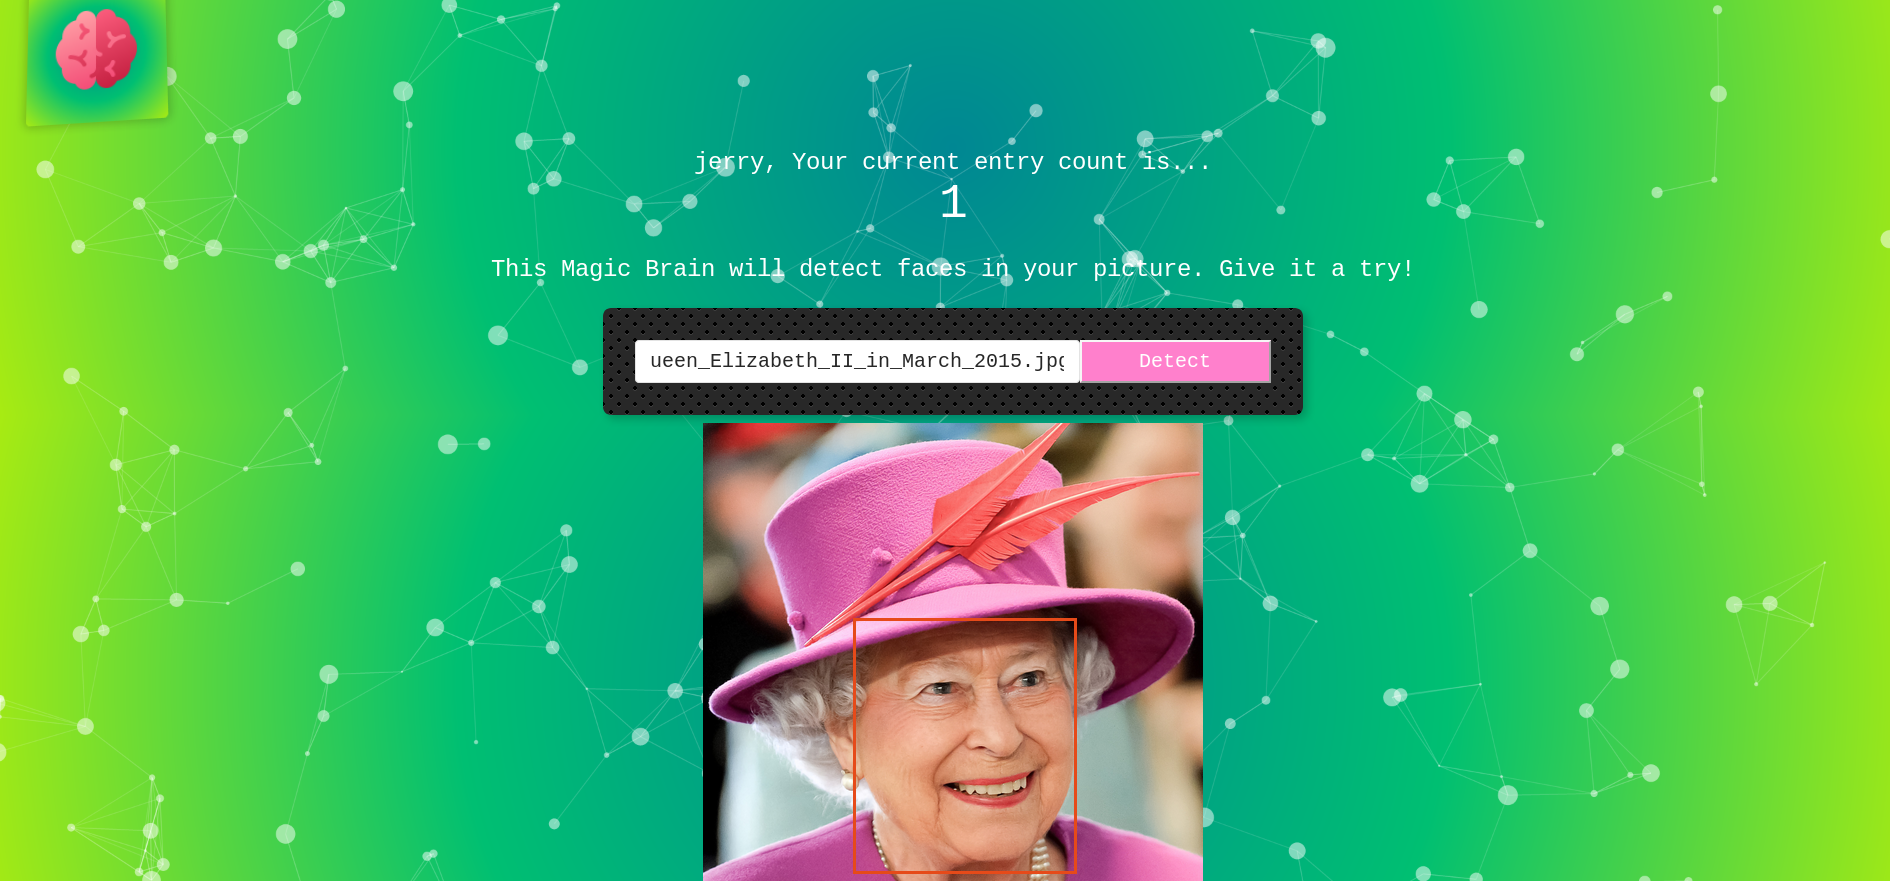 jerry, Your current entry count is...
1
This Magic Brain will detect faces in your picture. Give it a try!
ueen_Elizabeth_II_in_March_2015.jpg Detect